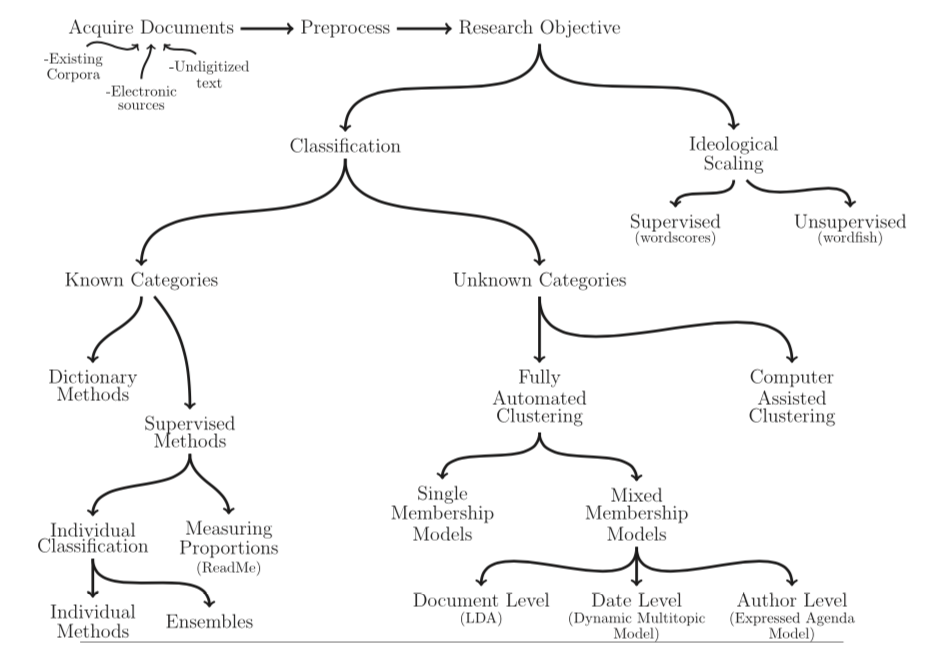 Acquire Documents
Preprocess
Research Objective
-Existing
Corpora
-Electronic
sources
-Undigitized
text
Classification
Ideological
Scaling
Supervised
(wordscores)
Unsupervised
(wordfish)
Known Categories
Unknown Categories
Dictionary
Methods
Supervised
Methods
Fully
Automated
Clustering
Computer
Assisted
Clustering
Individual
Classification
Measuring
Proportions
(ReadMe)
Single
Membership
Models
Mixed
Membership
Models
Individual
Methods
Ensembles
Document Level
(LDA)
Date Level
(Dynamic Multitopic
Model)
Author Level
(Expressed Agenda
Model)